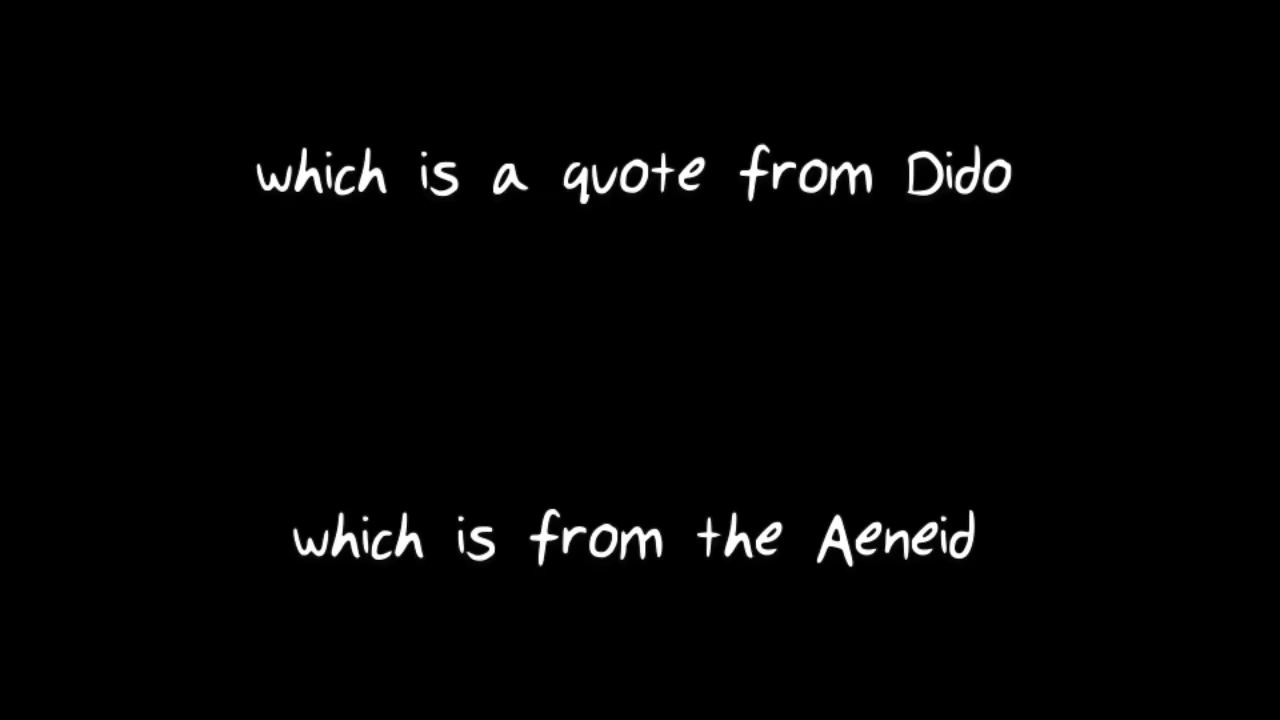 which is a quote from Dido
which is from the Aeneid